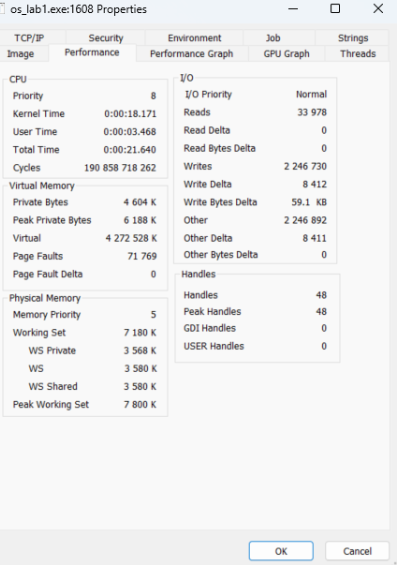 os_lab1.exe:1608 Properties
TCP/IP Security Environment Job Strings
Image Performance Performance Graph GPU Graph Threads
CPU
Priority 8
Kernel Time 0:00:18.171
User Time 0:00:03.468
Total Time 0:00:21.640
Cycles 190 858 718 262
Virtual Memory
Private Bytes 4 604 K
Peak Private Bytes 6 188 K
Virtual 4 272 528 K
Page Faults 71 769
Page Fault Delta 0
Physical Memory
Memory Priority 5
Working Set 7 180 K
WS Private 3 568 K
WS 3 580 K
WS Shared 3 580 K
Peak Working Set 7 800 K
I/O
I/O Priority Normal
Reads 33 978
Read Delta 0
Read Bytes Delta 0
Writes 2 246 730
Write Delta 8 412
Write Bytes Delta 59.1 KB
Other 2 246 892
Other Delta 8 411
Other Bytes Delta 0
Handles
Handles 48
Peak Handles 48
GDI Handles 0
USER Handles 0
OK Cancel